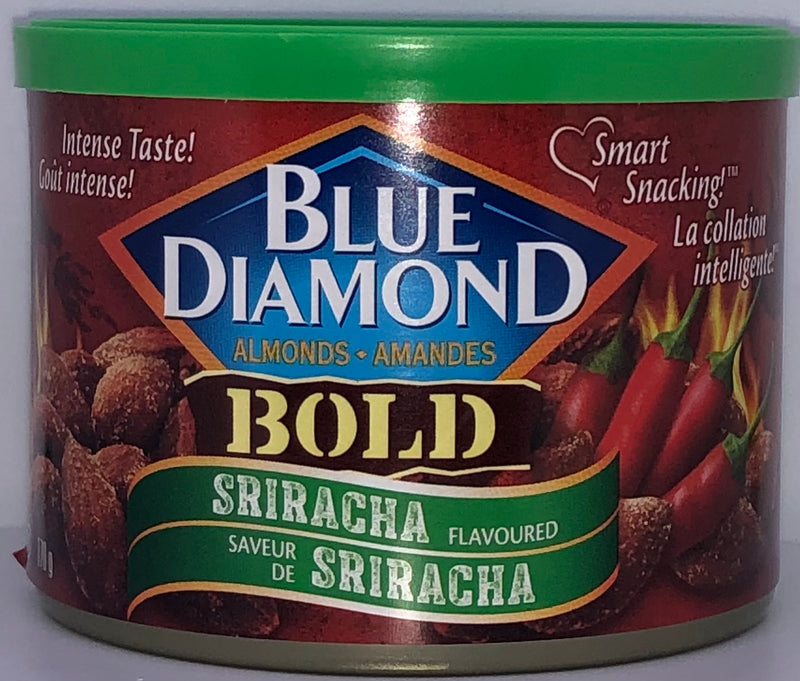 Intense Taste!
Goût intense!
Smart
Snacking!™
La collation
intelligente!
BLUE
DIAMOND
ALMONDS • AMANDES
BOLD
SRIRACHA FLAVOURED
SAVEUR
DE SRIRACHA
170 g